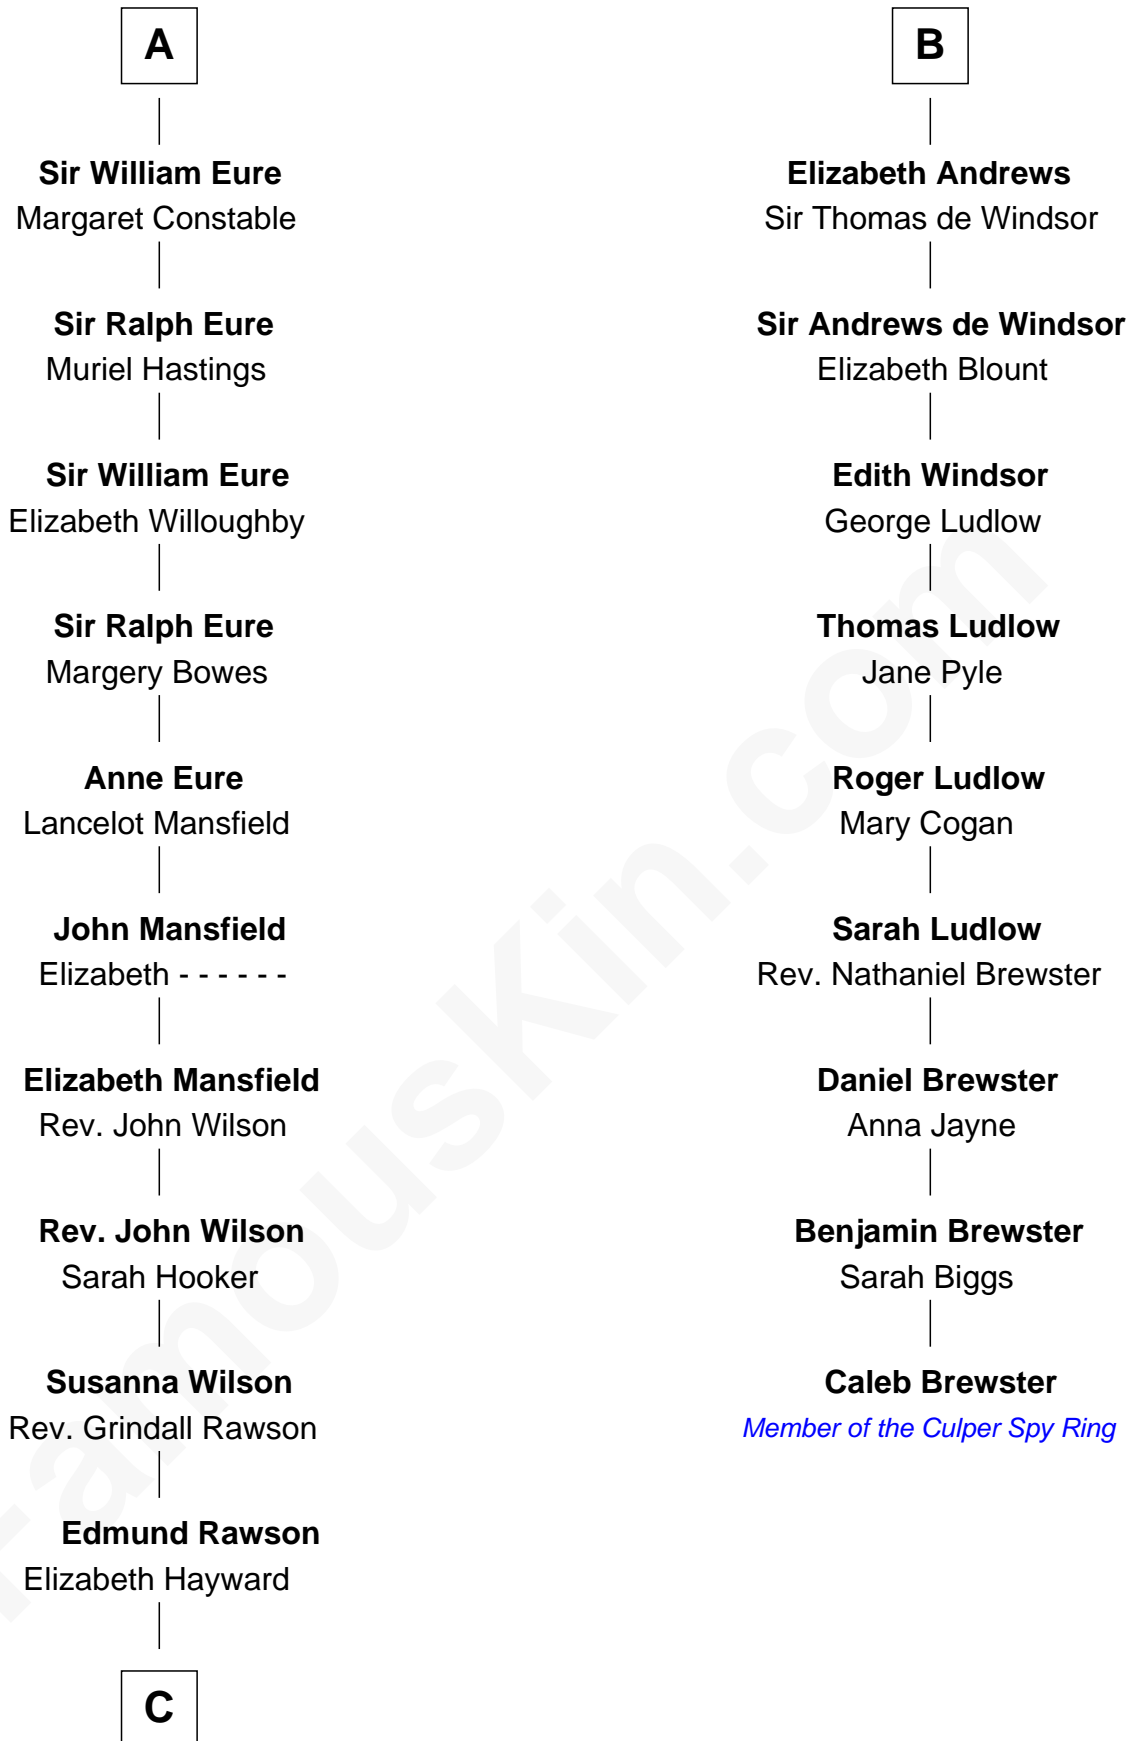 A
Sir William Eure
Margaret Constable
Sir Ralph Eure
Muriel Hastings
Sir William Eure
Elizabeth Willoughby
Sir Ralph Eure
Margery Bowes
Anne Eure
Lancelot Mansfield
John Mansfield
Elizabeth - - - - - -
Elizabeth Mansfield
Rev. John Wilson
Rev. John Wilson
Sarah Hooker
Susanna Wilson
Rev. Grindall Rawson
Edmund Rawson
Elizabeth Hayward
C
B
Elizabeth Andrews
Sir Thomas de Windsor
Sir Andrews de Windsor
Elizabeth Blount
Edith Windsor
George Ludlow
Thomas Ludlow
Jane Pyle
Roger Ludlow
Mary Cogan
Sarah Ludlow
Rev. Nathaniel Brewster
Daniel Brewster
Anna Jayne
Benjamin Brewster
Sarah Biggs
Caleb Brewster
Member of the Culper Spy Ring
FamousKin.com